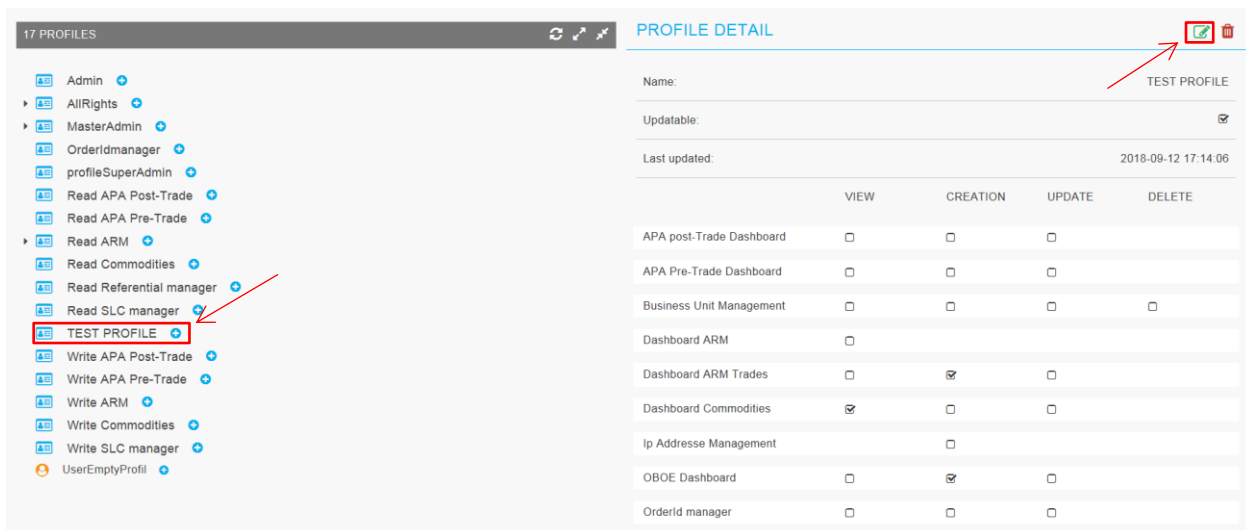 17 PROFILES
Admin
AllRights
MasterAdmin
OrderIdmanager
profileSuperAdmin
Read APA Post-Trade
Read APA Pre-Trade
Read ARM
Read Commodities
Read Referential manager
Read SLC manager
TEST PROFILE
Write APA Post-Trade
Write APA Pre-Trade
Write ARM
Write Commodities
Write SLC manager
UserEmptyProfil
PROFILE DETAIL
Name: TEST PROFILE
Updatable:
Last updated: 2018-09-12 17:14:06
VIEW CREATION UPDATE DELETE
APA post-Trade Dashboard
APA Pre-Trade Dashboard
Business Unit Management
Dashboard ARM
Dashboard ARM Trades
Dashboard Commodities
Ip Addresse Management
OBOE Dashboard
OrderId manager